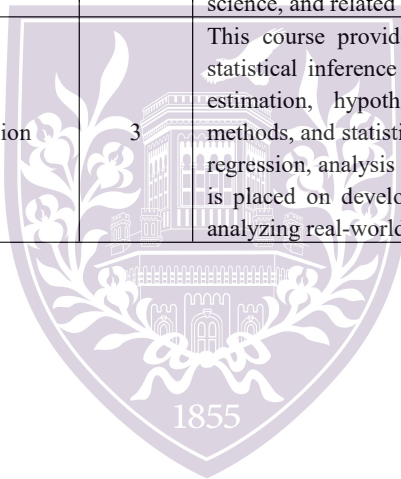 science, and related
This course provid
statistical inference
estimation, hypoth
ion 3 methods, and statisti
regression, analysis
is placed on develo
analyzing real-world
1855